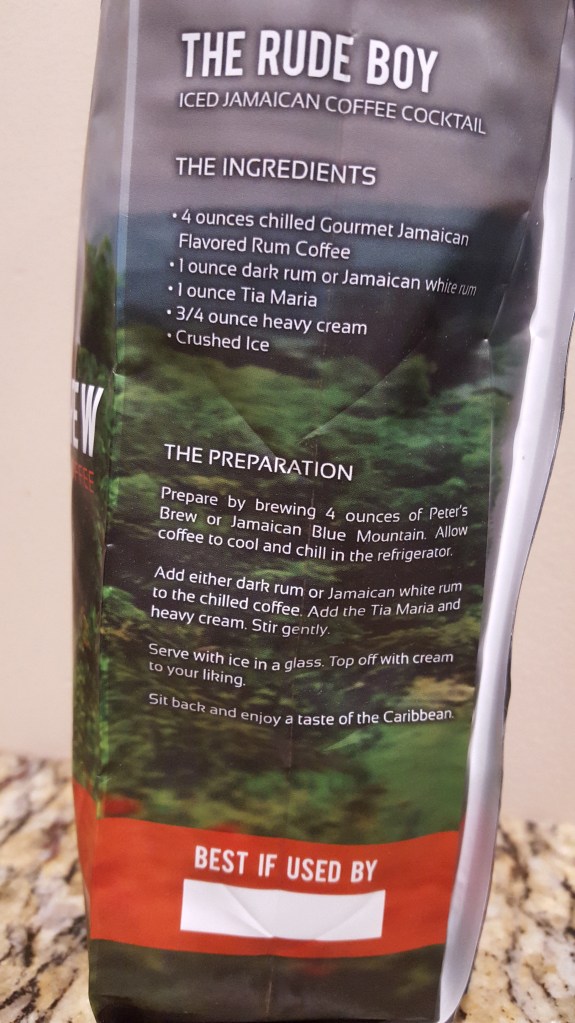 THE RUDE BOY
ICED JAMAICAN COFFEE COCKTAIL
THE INGREDIENTS
• 4 ounces chilled Gourmet Jamaican
Flavored Rum Coffee
• 1 ounce dark rum or Jamaican white rum
• 1 ounce Tia Maria
• 3/4 ounce heavy cream
• Crushed Ice
THE PREPARATION
Prepare by brewing 4 ounces of Peter's
Brew or Jamaican Blue Mountain. Allow
coffee to cool and chill in the refrigerator.
Add either dark rum or Jamaican white rum
to the chilled coffee. Add the Tia Maria and
heavy cream. Stir gently.
Serve with ice in a glass. Top off with cream
to your liking.
Sit back and enjoy a taste of the Caribbean.
BEST IF USED BY